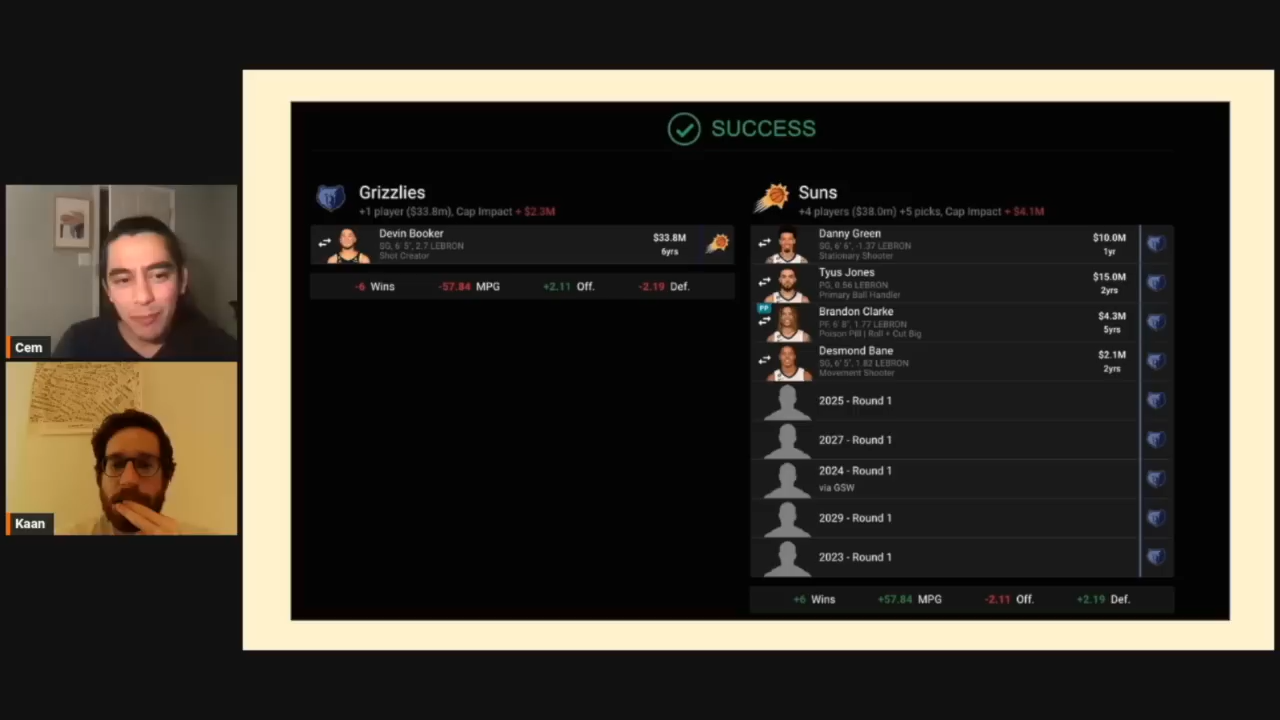 SUCCESS
Grizzlies
+1 player ($33.8m), Cap Impact + $2.3M
Devin Booker
SG, 6' 5", 2.7 LEBRON
Shot Creator
$33.8M
6yrs
-6 Wins
-57.84 MPG
+2.11 Off.
-2.19 Def.
Suns
+4 players ($38.0m) +5 picks, Cap Impact + $4.1M
Danny Green
SG, 6' 6", -1.37 LEBRON
Stationary Shooter
$10.0M
1yr
Tyus Jones
PG, 0.56 LEBRON
Primary Ball Handler
$15.0M
2yrs
PP
Brandon Clarke
PF, 6' 8", 1.77 LEBRON
Poison Pill | Roll + Cut Big
$4.3M
5yrs
Desmond Bane
SG, 6' 5", 1.82 LEBRON
Movement Shooter
$2.1M
2yrs
2025 - Round 1
2027 - Round 1
2024 - Round 1
via GSW
2029 - Round 1
2023 - Round 1
+6 Wins
+57.84 MPG
-2.11 Off.
+2.19 Def.
Cem
Kaan